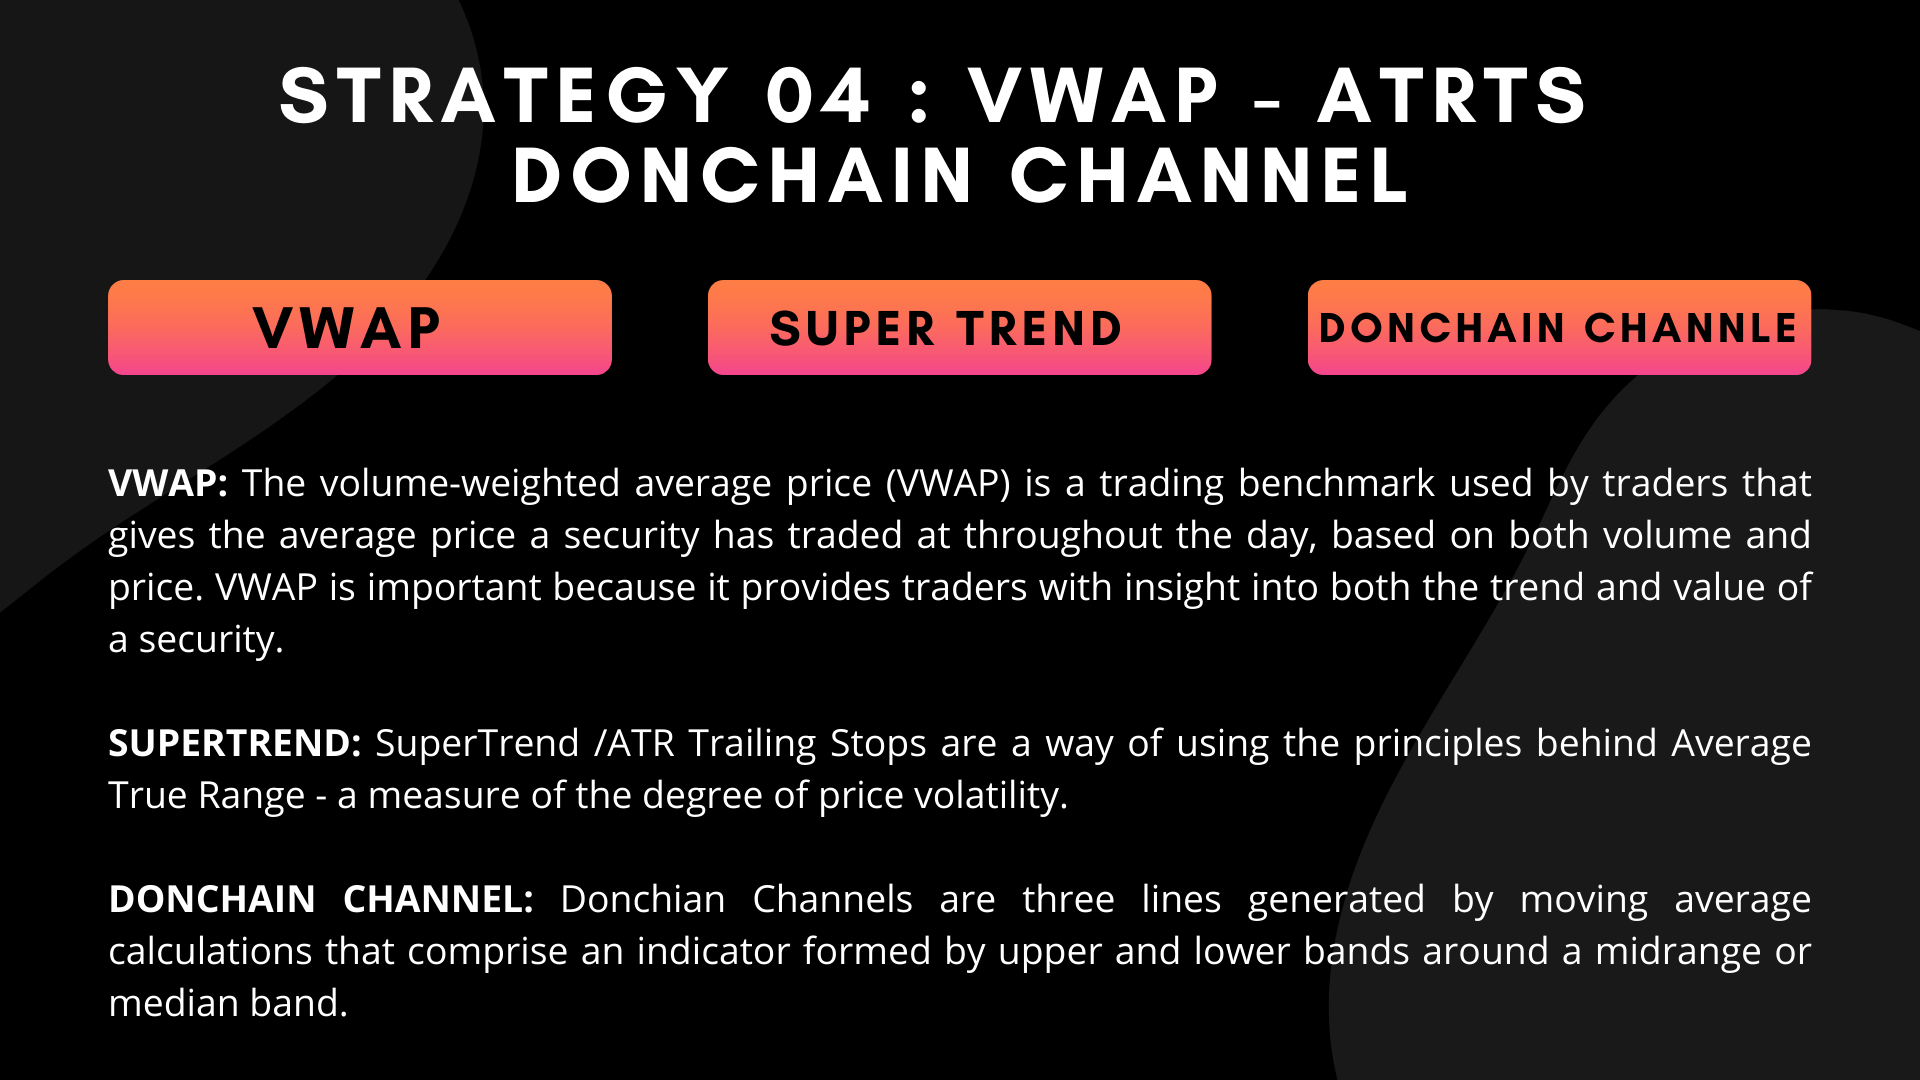 STRATEGY 04 : VWAP – ATRTS
DONCHAIN CHANNEL
VWAP
SUPER TREND
DONCHAIN CHANNLE
VWAP: The volume-weighted average price (VWAP) is a trading benchmark used by traders that
gives the average price a security has traded at throughout the day, based on both volume and
price. VWAP is important because it provides traders with insight into both the trend and value of
a security.
SUPERTREND: SuperTrend /ATR Trailing Stops are a way of using the principles behind Average
True Range - a measure of the degree of price volatility.
DONCHAIN CHANNEL: Donchian Channels are three lines generated by moving average
calculations that comprise an indicator formed by upper and lower bands around a midrange or
median band.